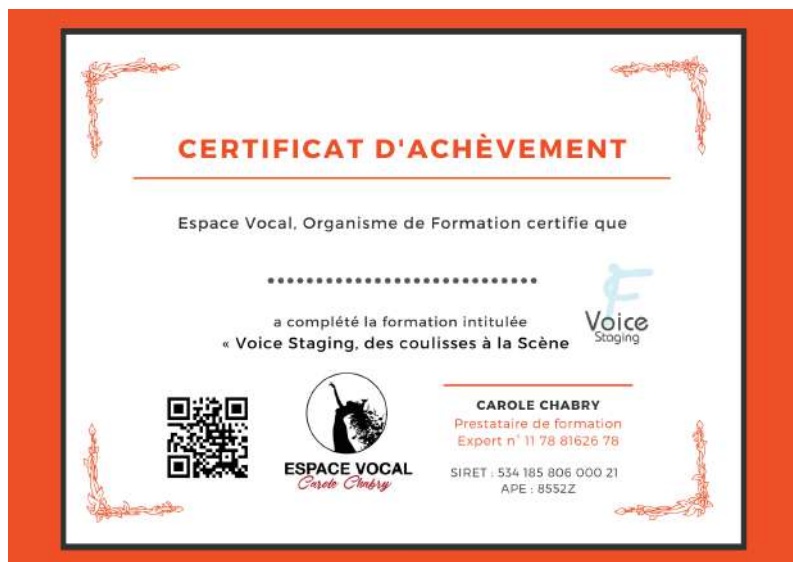 CERTIFICAT D'ACHÈVEMENT
Espace Vocal, Organisme de Formation certifie que
............................
a complété la formation intitulée
« Voice Staging, des coulisses à la Scène
Voice
Staging
ESPACE VOCAL
Carole Chabry
CAROLE CHABRY
Prestataire de formation
Expert n° 11 78 81626 78
SIRET : 534 185 806 000 21
APE : 8552Z